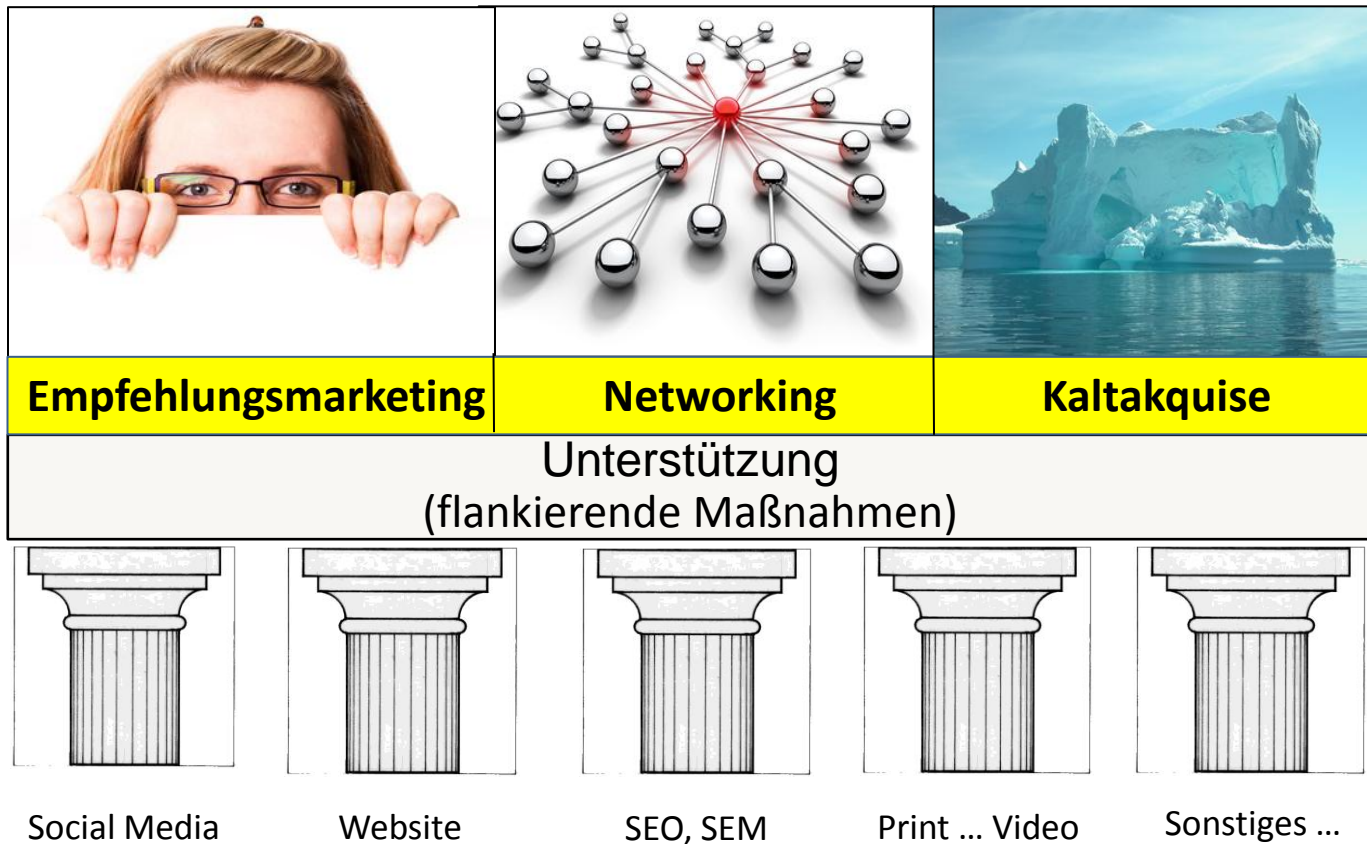 Empfehlungsmarketing
Networking
Kaltakquise
Unterstützung
(flankierende Maßnahmen)
Social Media
Website
SEO, SEM
Print ... Video
Sonstiges ...